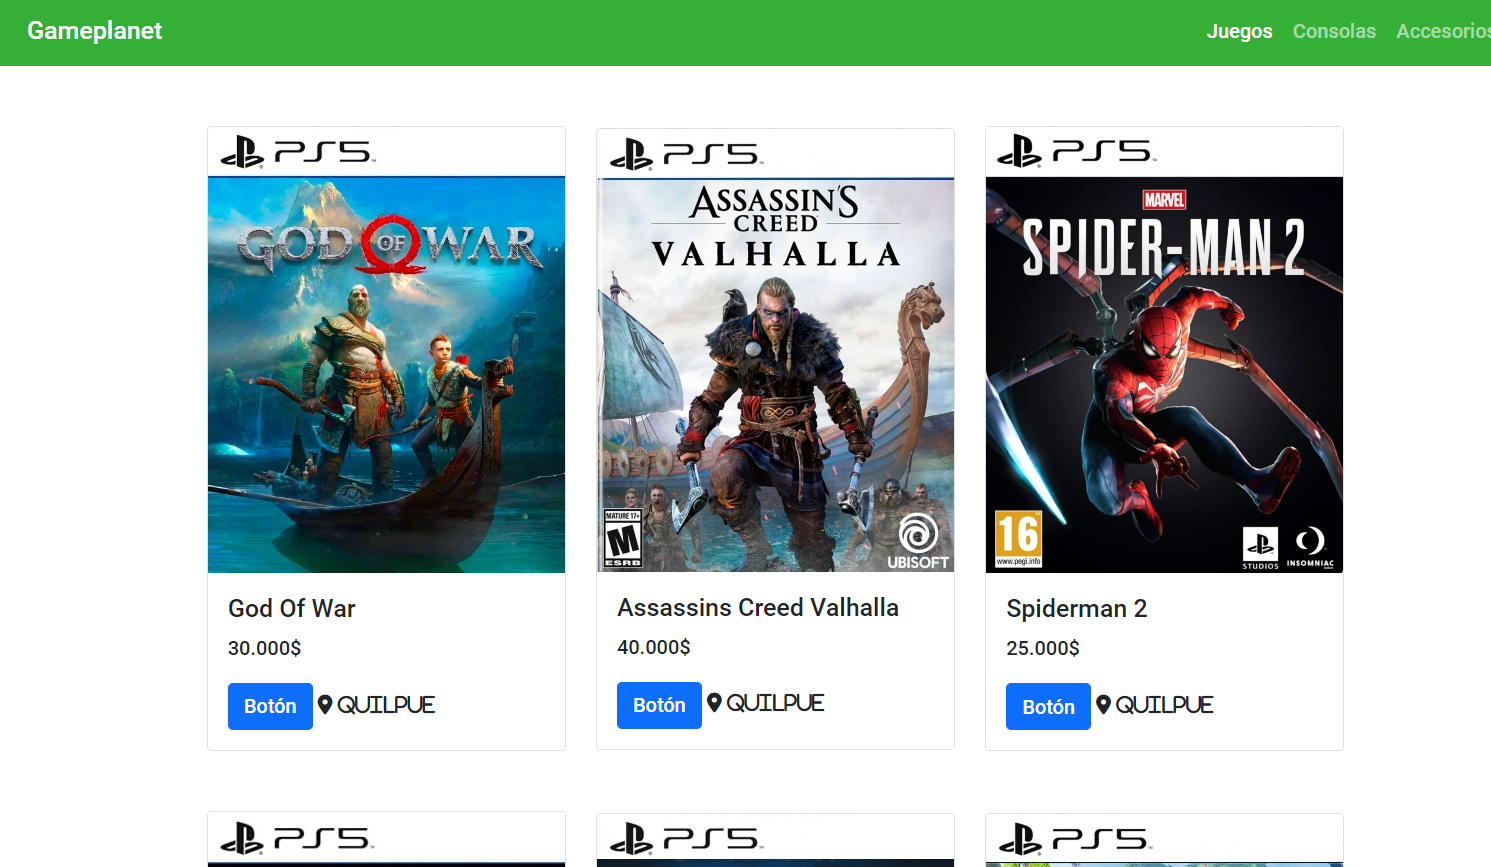 Gameplanet
Juegos Consolas Accesorios
PS5
GOD OF WAR
God Of War
30.000$
Botón QUILPUE
PS5
ASSASSIN'S
CREED
VALHALLA
MATURE 17+
M
ESRB
UBISOFT
Assassins Creed Valhalla
40.000$
Botón QUILPUE
PS5
MARVEL
SPIDER-MAN 2
16
www.pegi.info
STUDIOS
INSOMNIAC
Spiderman 2
25.000$
Botón QUILPUE
PS5
PS5
PS5